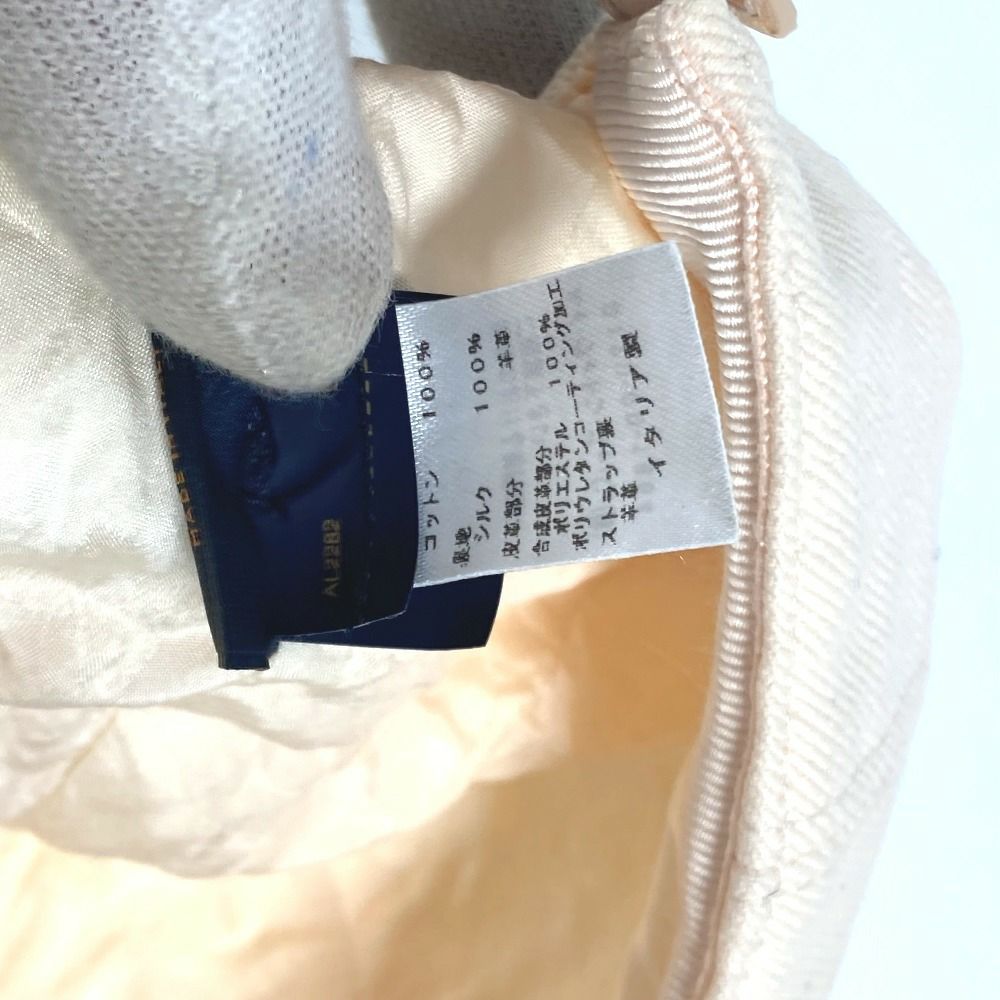 コットン 100%
裏地
シルク 100%
皮革部分 羊革
合成皮革部分
ポリエステル 100%
ポリウレタンコーティング加工
ストラップ製
羊革
イタリア製
MADE IN
AL2282